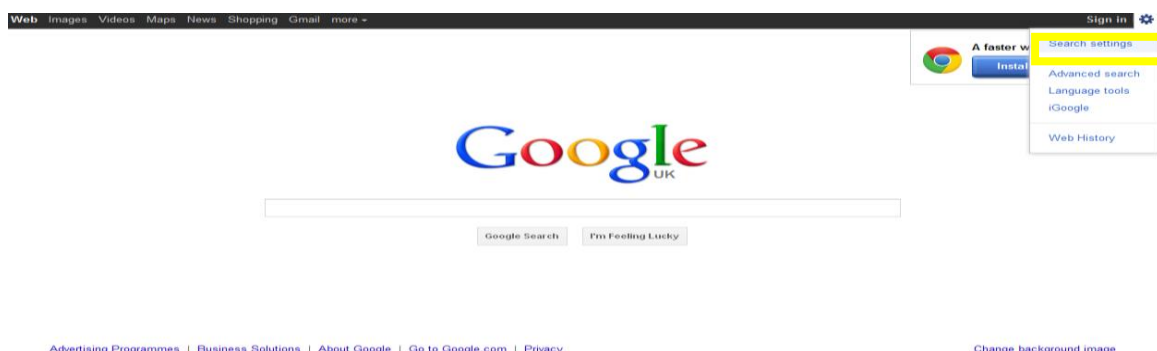 Web Images Videos Maps News Shopping Gmail more
Sign in
A faster w
Instal
Search settings
Advanced search
Language tools
iGoogle
Web History
Google
UK
Google Search I'm Feeling Lucky
Advertising Programmes | Business Solutions | About Google | Go to Google.com | Privacy
Change background image